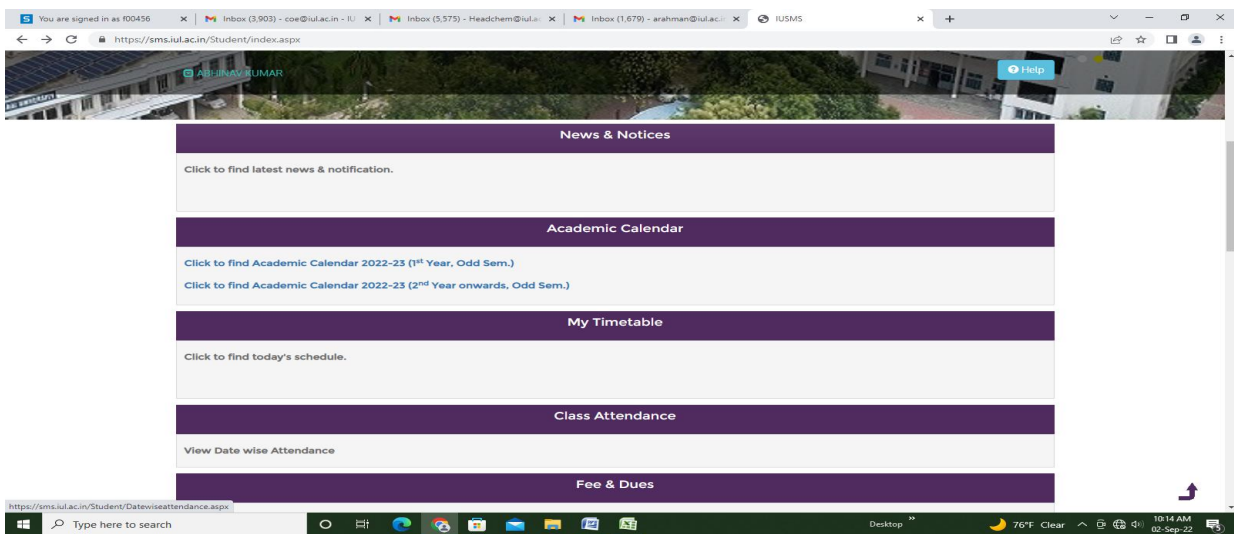 You are signed in as f00456
Inbox (3,903) - coe@iul.ac.in - IU
Inbox (5,575) - Headchem@iul.a
Inbox (1,679) - arahman@iul.ac.i
IUSMS
https://sms.iul.ac.in/Student/index.aspx
ABHINAV KUMAR
Help
News & Notices
Click to find latest news & notification.
Academic Calendar
Click to find Academic Calendar 2022-23 (1st Year, Odd Sem.)
Click to find Academic Calendar 2022-23 (2nd Year onwards, Odd Sem.)
My Timetable
Click to find today's schedule.
Class Attendance
View Date wise Attendance
Fee & Dues
https://sms.iul.ac.in/Student/Datewiseattendance.aspx
Type here to search
Desktop
76°F Clear
10:14 AM
02-Sep-22